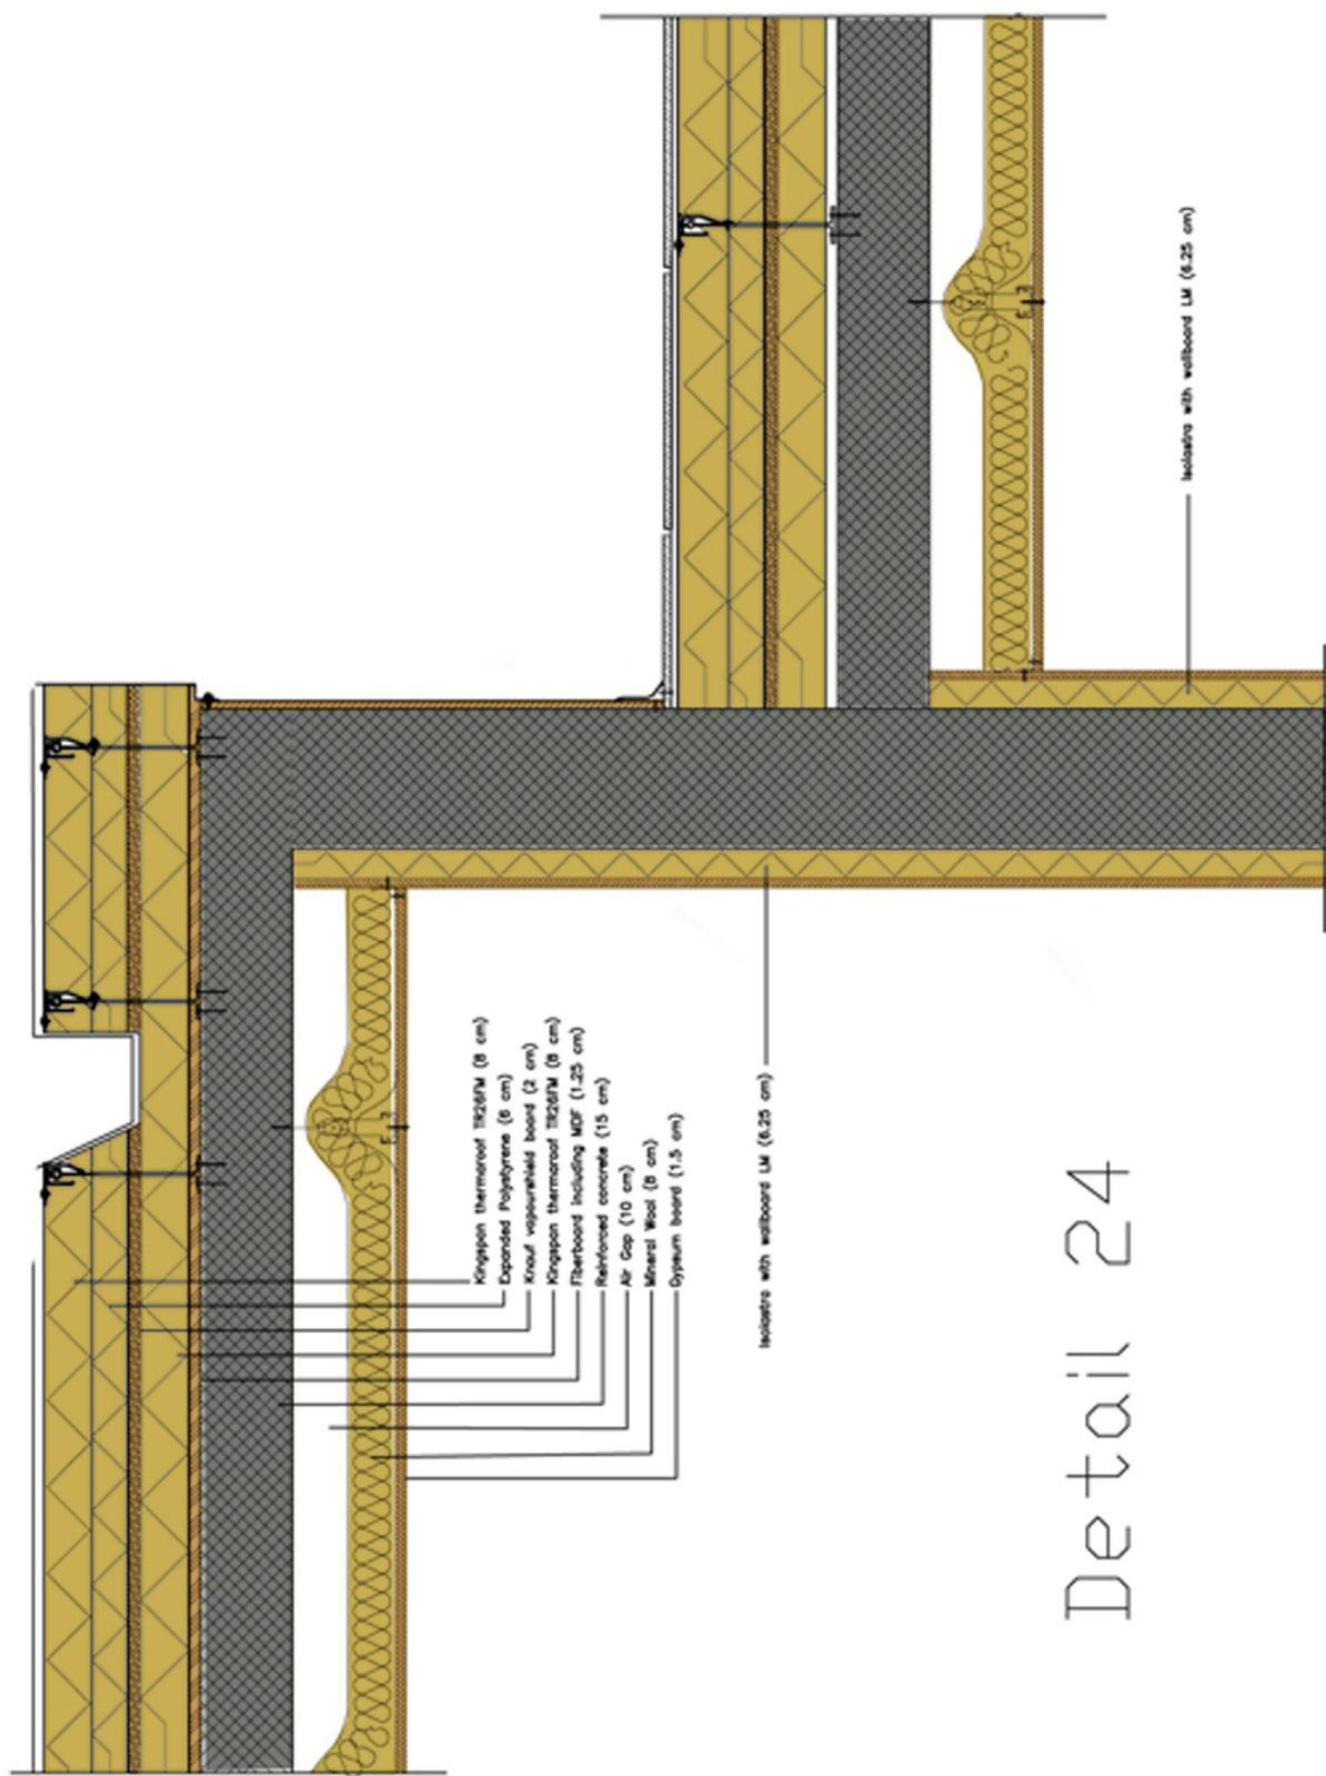 Isolastra with wallboard LM (6.25 cm)
Kingspan thermaroof TR26FM (8 cm)
Expanded Polystyrene (6 cm)
Knauf vapourshield board (2 cm)
Kingspan thermaroof TR26FM (8 cm)
Fiberboard including MDF (1.25 cm)
Reinforced concrete (15 cm)
Air Gap (10 cm)
Mineral Wool (8 cm)
Gypsum board (1.5 cm)
Isolastra with wallboard LM (6.25 cm)
Detail 24